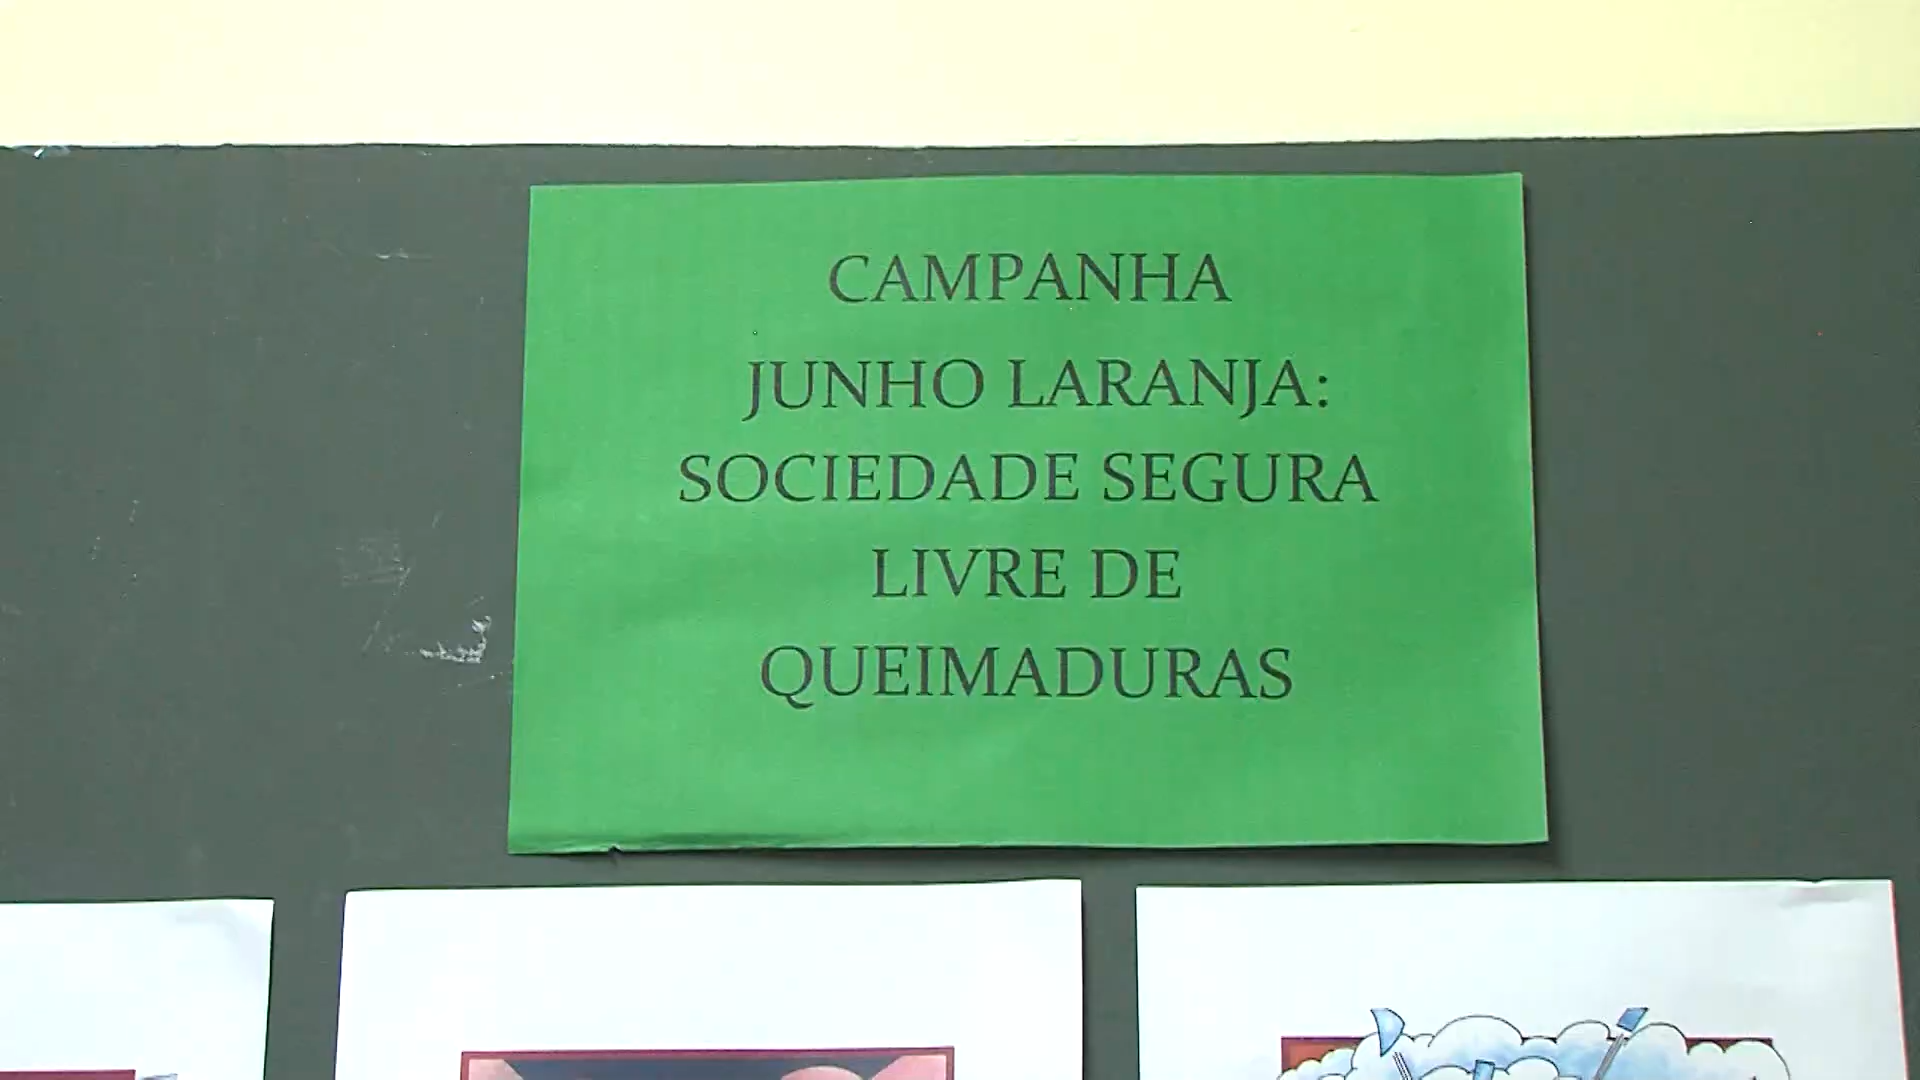 CAMPANHA
JUNHO LARANJA:
SOCIEDADE SEGURA
LIVRE DE
QUEIMADURAS